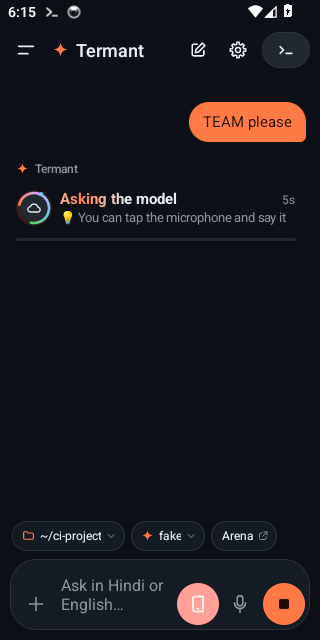 6:15
Termant
TEAM please
Termant
Asking the model
5s
💡 You can tap the microphone and say it
~/ci-project
fake
Arena
Ask in Hindi or
English…